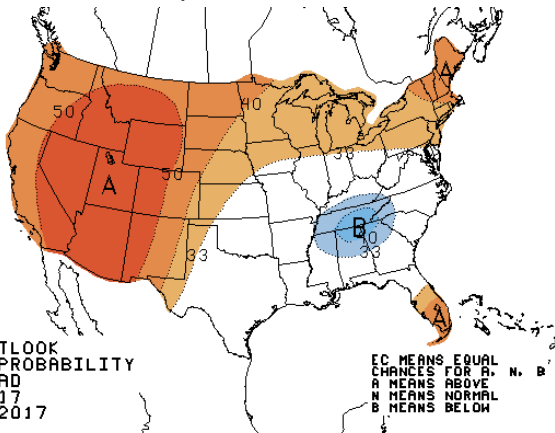 A
50
40
A
33
50
A
B
40
33
33
A
TLOOK
PROBABILITY
AD
17
2017
EC MEANS EQUAL
CHANCES FOR A, N, B
A MEANS ABOVE
N MEANS NORMAL
B MEANS BELOW